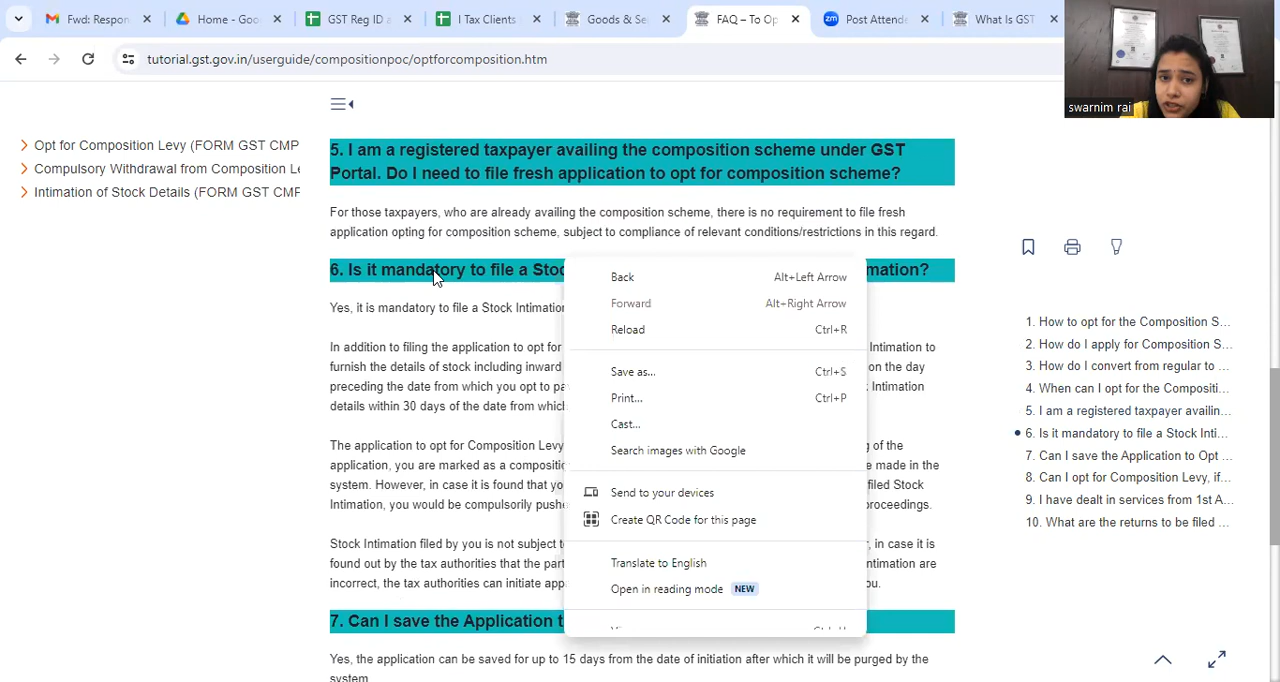 Fwd: Respon
Home - Goo
GST Reg ID a
I Tax Clients
Goods & Se
FAQ – To Op
Post Attende
What Is GST
tutorial.gst.gov.in/userguide/compositionpoc/optforcomposition.htm
swarnim rai
Opt for Composition Levy (FORM GST CMP
Compulsory Withdrawal from Composition Le
Intimation of Stock Details (FORM GST CMP
5. I am a registered taxpayer availing the composition scheme under GST
Portal. Do I need to file fresh application to opt for composition scheme?
For those taxpayers, who are already availing the composition scheme, there is no requirement to file fresh
application opting for composition scheme, subject to compliance of relevant conditions/restrictions in this regard.
6. Is it mandatory to file a Stoc
mation?
Yes, it is mandatory to file a Stock Intimation
In addition to filing the application to opt for
Intimation to
furnish the details of stock including inward
on the day
preceding the date from which you opt to pa
Intimation
details within 30 days of the date from which
The application to opt for Composition Levy
g of the
application, you are marked as a compositi
e made in the
system. However, in case it is found that yo
filed Stock
Intimation, you would be compulsorily pushe
proceedings.
Stock Intimation filed by you is not subject t
, in case it is
found out by the tax authorities that the part
ntimation are
incorrect, the tax authorities can initiate app
ou.
7. Can I save the Application t
Yes, the application can be saved for up to 15 days from the date of initiation after which it will be purged by the
system.
Back Alt+Left Arrow
Forward Alt+Right Arrow
Reload Ctrl+R
Save as... Ctrl+S
Print... Ctrl+P
Cast...
Search images with Google
Send to your devices
Create QR Code for this page
Translate to English
Open in reading mode NEW
1. How to opt for the Composition S...
2. How do I apply for Composition S...
3. How do I convert from regular to ...
4. When can I opt for the Compositi...
5. I am a registered taxpayer availin...
6. Is it mandatory to file a Stock Inti...
7. Can I save the Application to Opt ...
8. Can I opt for Composition Levy, if...
9. I have dealt in services from 1st A...
10. What are the returns to be filed ...